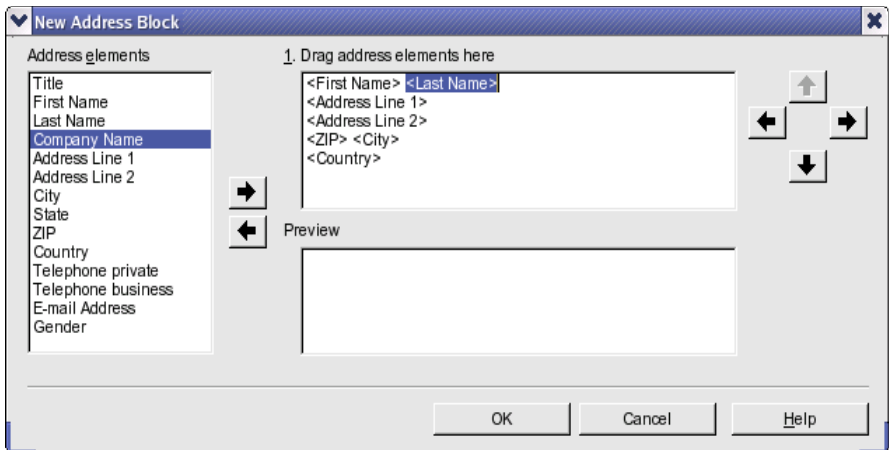 New Address Block
Address elements
Title
First Name
Last Name
Company Name
Address Line 1
Address Line 2
City
State
ZIP
Country
Telephone private
Telephone business
E-mail Address
Gender
1. Drag address elements here
<First Name> <Last Name>
<Address Line 1>
<Address Line 2>
<ZIP> <City>
<Country>
Preview
OK
Cancel
Help